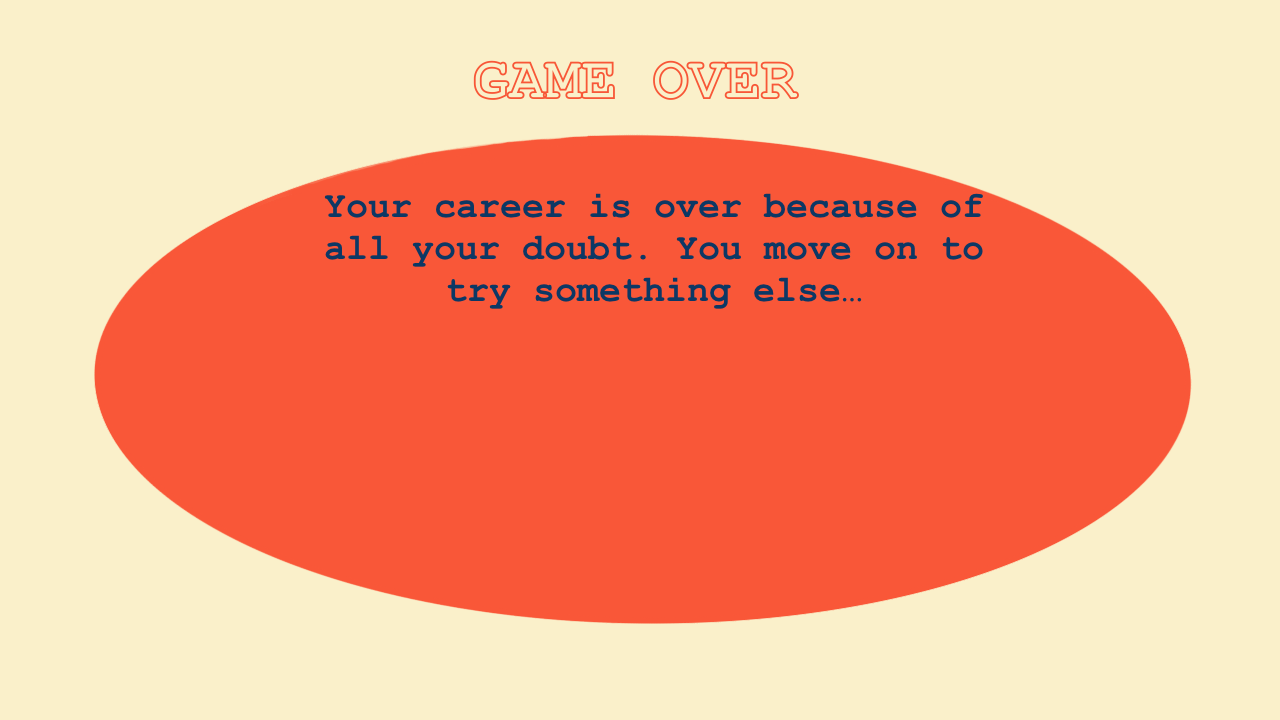 GAME OVER
Your career is over because of
all your doubt. You move on to
try something else…